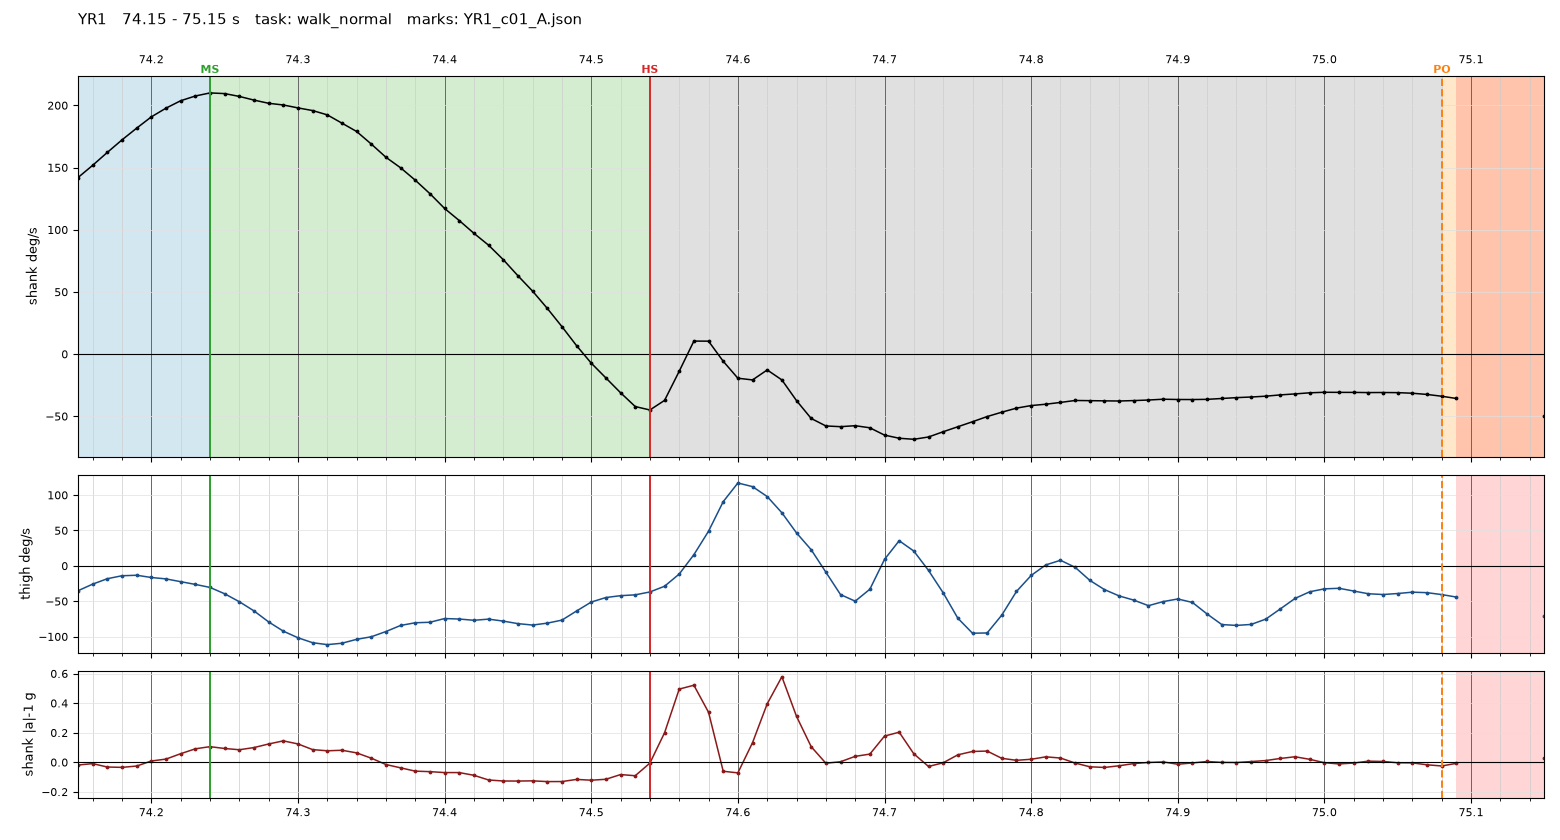 YR1   74.15 - 75.15 s   task: walk_normal   marks: YR1_c01_A.json
74.2 74.3 74.4 74.5 74.6 74.7 74.8 74.9 75.0 75.1
MS HS PO
shank deg/s
200
150
100
50
0
−50
thigh deg/s
100
50
0
−50
−100
shank |a|-1 g
0.6
0.4
0.2
0.0
−0.2
74.2 74.3 74.4 74.5 74.6 74.7 74.8 74.9 75.0 75.1